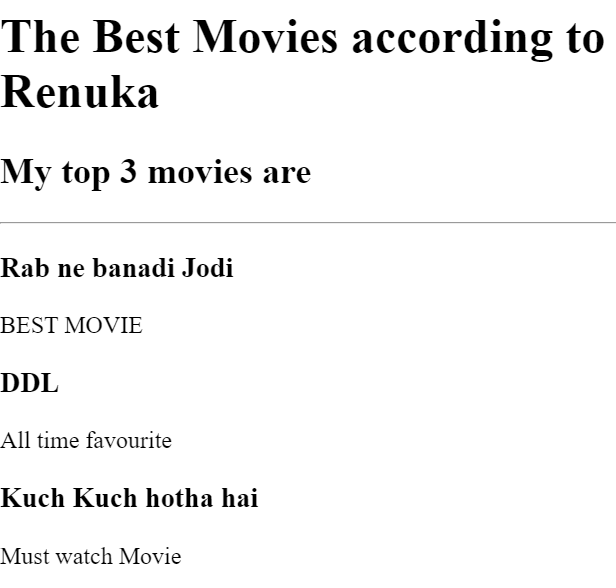 The Best Movies according to
Renuka
My top 3 movies are
Rab ne banadi Jodi
BEST MOVIE
DDL
All time favourite
Kuch Kuch hotha hai
Must watch Movie